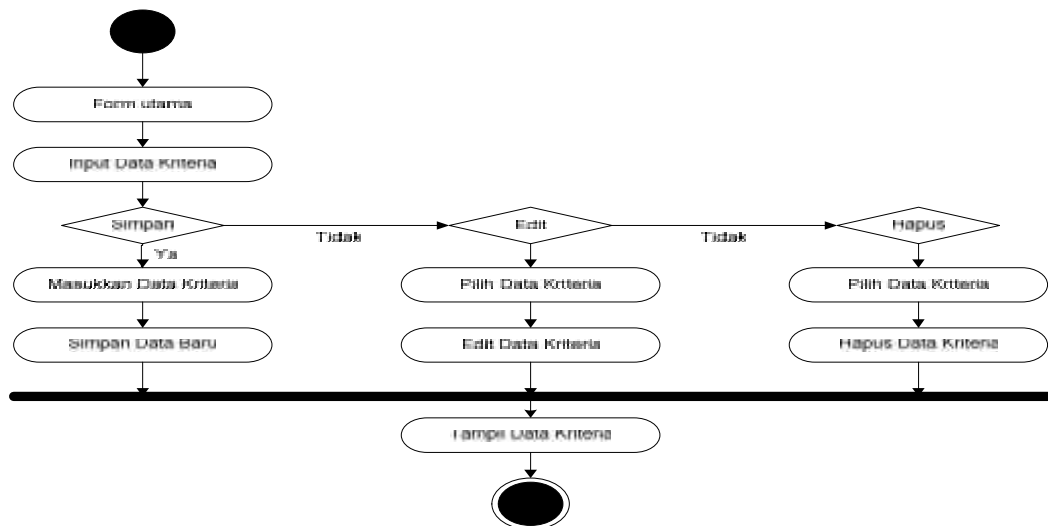 Form utama
Input Data Kriteria
Simpan
Tidak
Edit
Tidak
Hapus
Ya
Masukkan Data Kriteria
Pilih Data Kriteria
Pilih Data Kriteria
Simpan Data Baru
Edit Data Kriteria
Hapus Data Kriteria
Tampil Data Kriteria